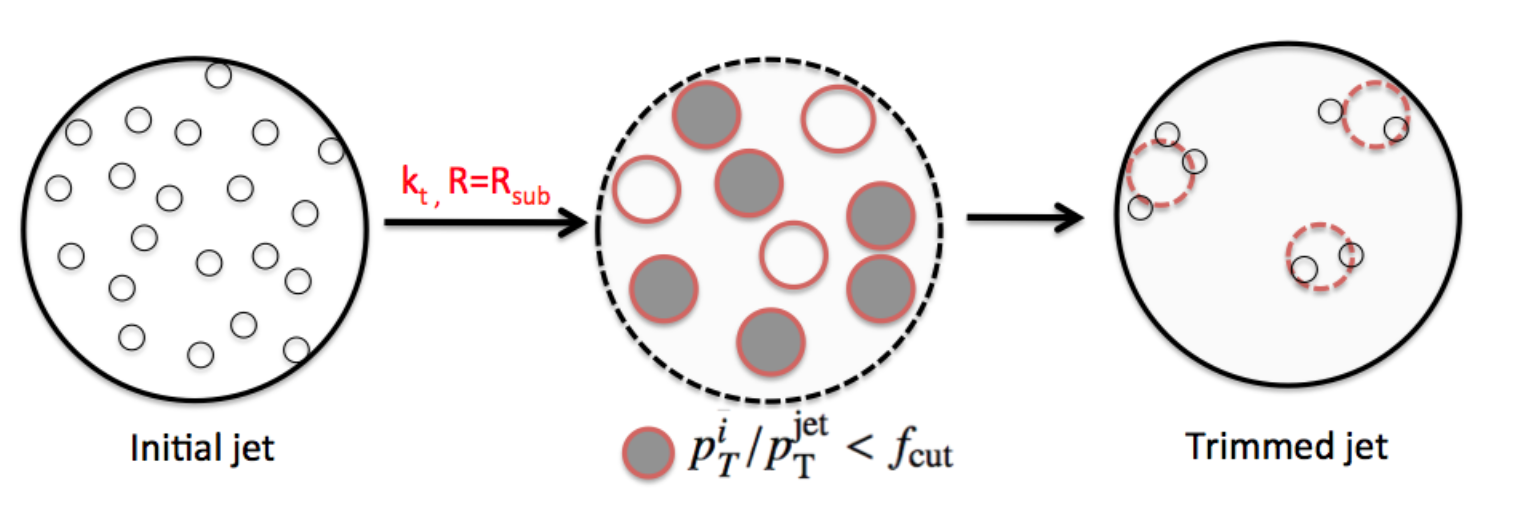 k_t, R=R_sub
p_T^i/p_T^jet < f_cut
Initial jet
Trimmed jet